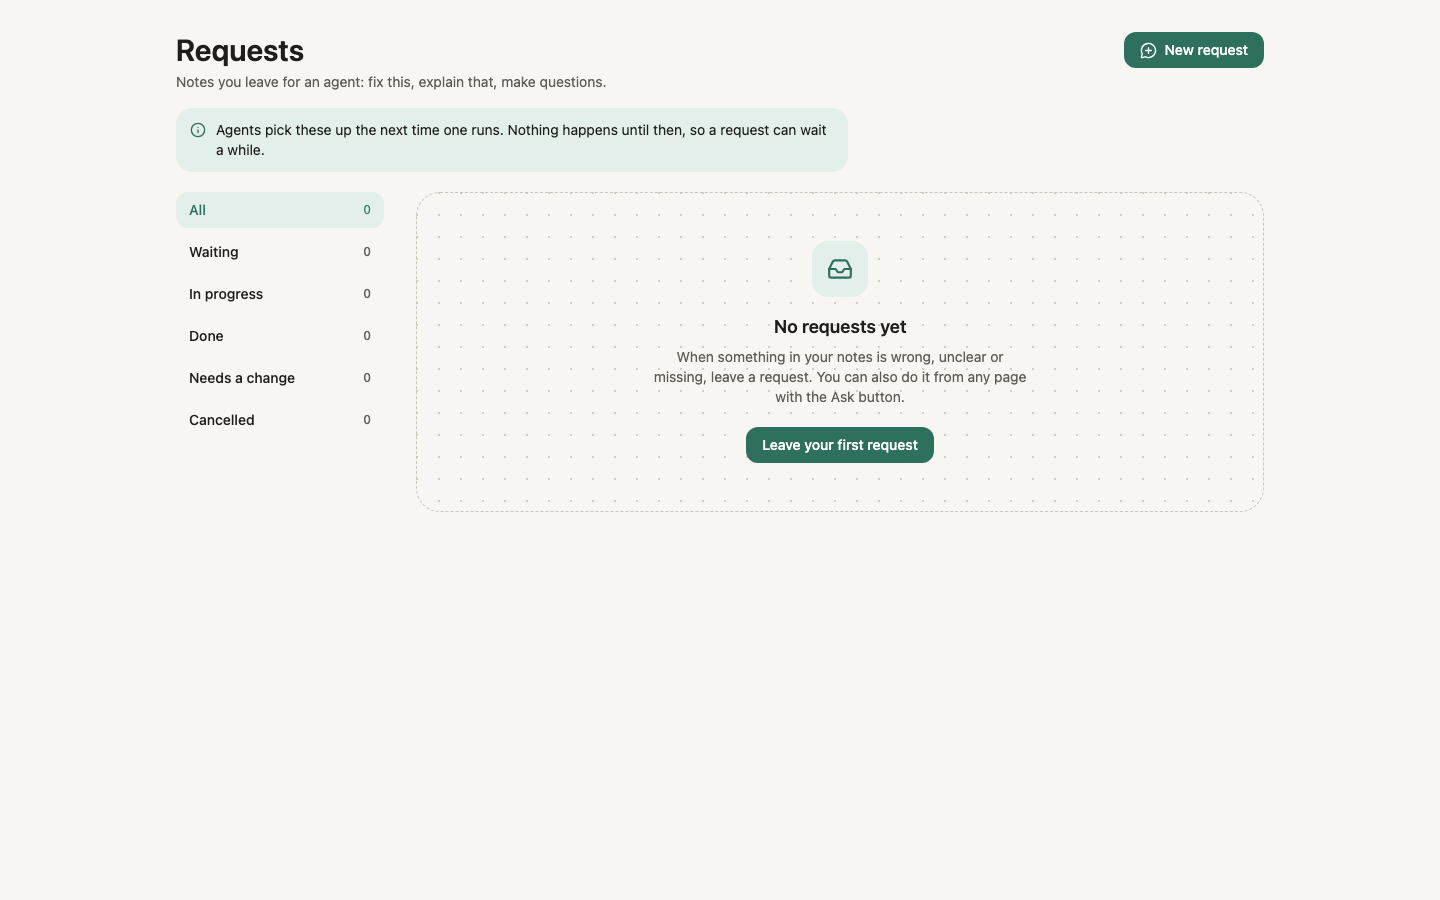 Requests
New request
Notes you leave for an agent: fix this, explain that, make questions.
Agents pick these up the next time one runs. Nothing happens until then, so a request can wait
a while.
All 0
Waiting 0
In progress 0
Done 0
Needs a change 0
Cancelled 0
No requests yet
When something in your notes is wrong, unclear or
missing, leave a request. You can also do it from any page
with the Ask button.
Leave your first request